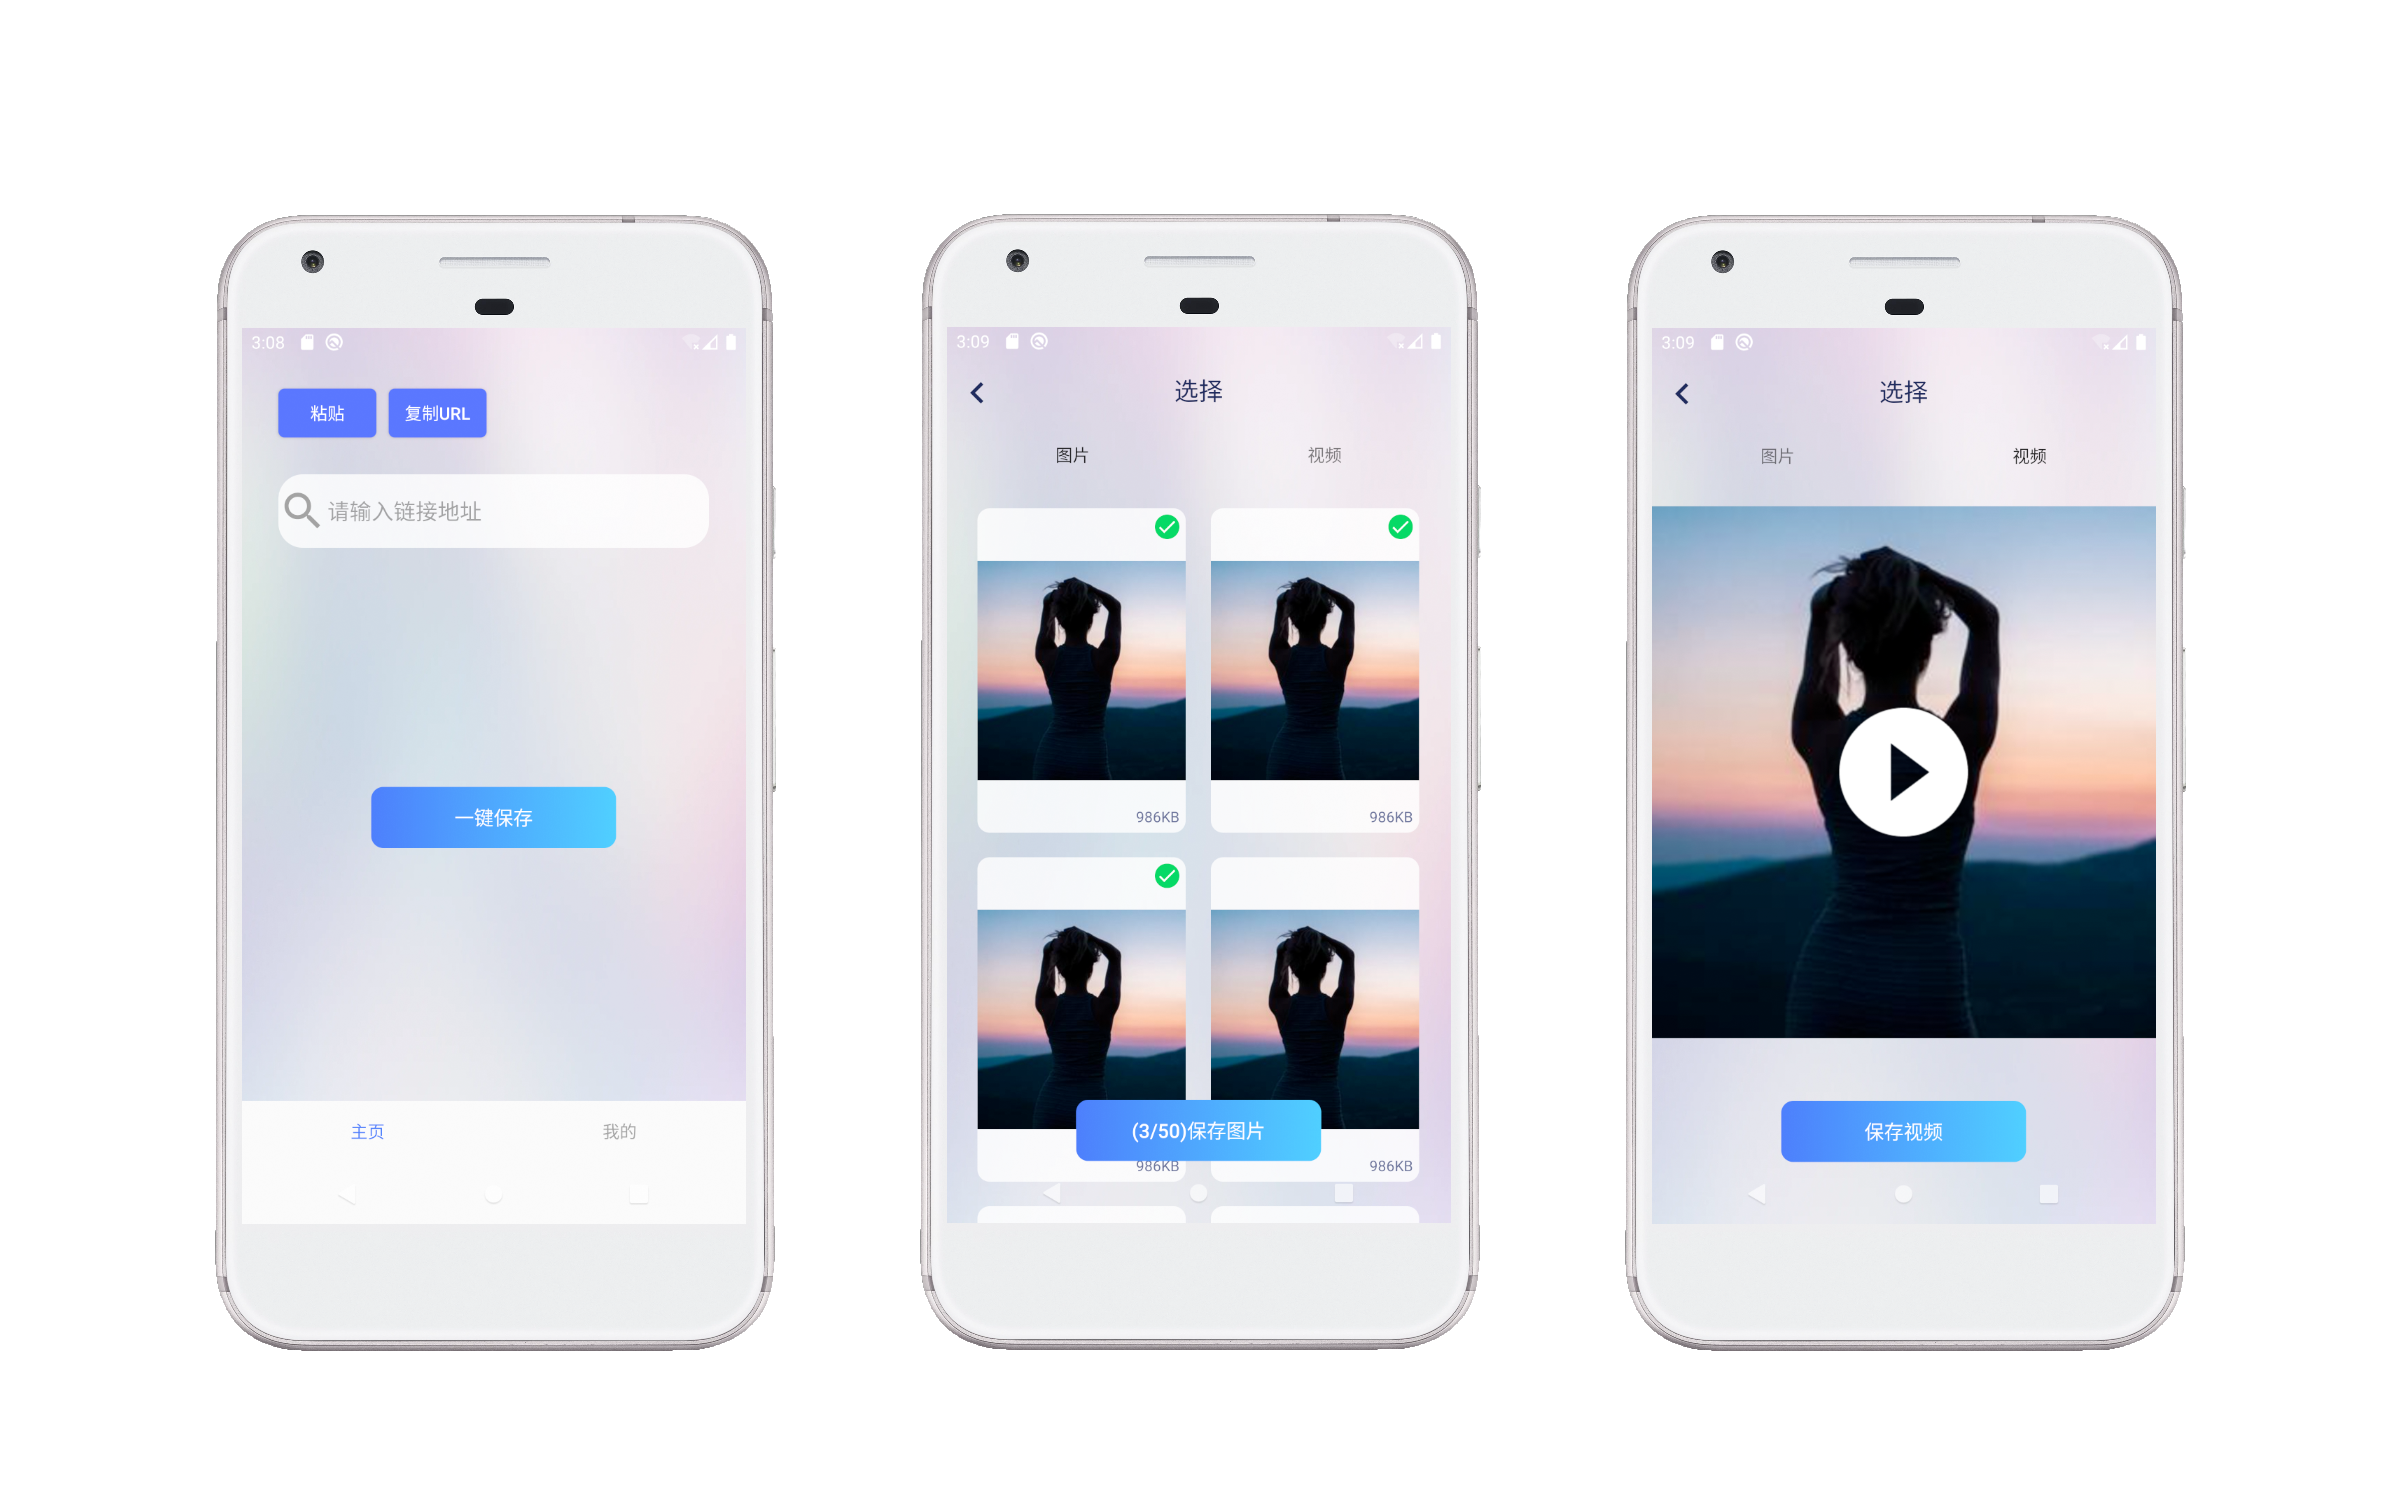 3:08
粘贴
复制URL
请输入链接地址
一键保存
主页
我的
3:09
选择
图片
视频
986KB
986KB
986KB
986KB
(3/50)保存图片
3:09
选择
图片
视频
保存视频